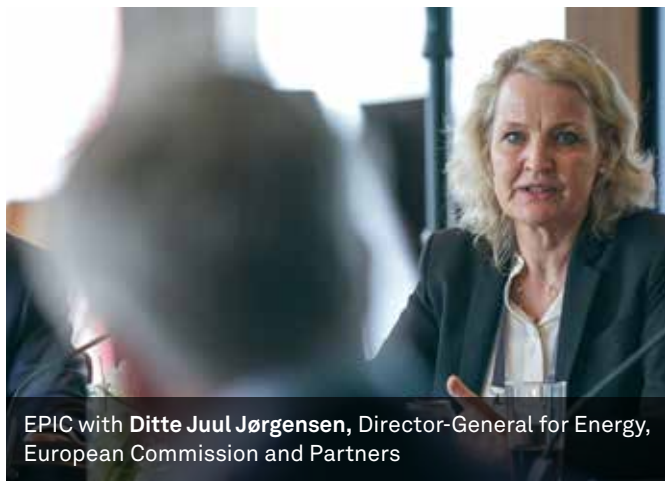 EPIC with Ditte Juul Jørgensen, Director-General for Energy,
European Commission and Partners